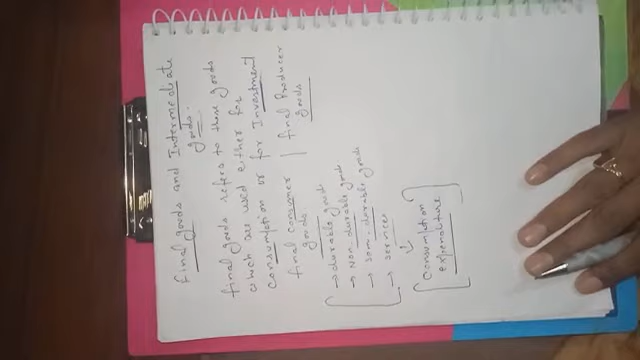 Final goods and Intermediate
goods.
final goods refers to those goods
which are used either for
consumption or for Investment
final consumer
goods
final Producer
goods
→ durable goods
→ Non durable goods
→ Semi-durable goods
→ services
Consumption
expenditure